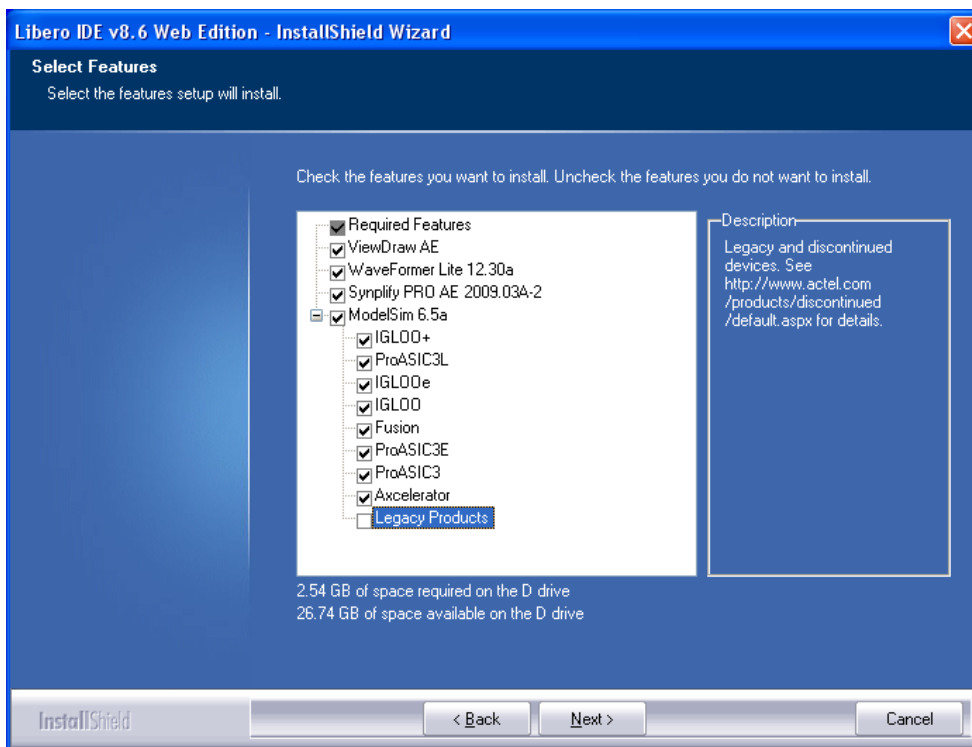 Libero IDE v8.6 Web Edition - InstallShield Wizard
Select Features
Select the features setup will install.
Check the features you want to install. Uncheck the features you do not want to install.
Required Features
ViewDraw AE
WaveFormer Lite 12.30a
Synplify PRO AE 2009.03A-2
ModelSim 6.5a
IGLOO+
ProASIC3L
IGLOOe
IGLOO
Fusion
ProASIC3E
ProASIC3
Axcelerator
Legacy Products
Description
Legacy and discontinued
devices. See
http://www.actel.com
/products/discontinued
/default.aspx for details.
2.54 GB of space required on the D drive
26.74 GB of space available on the D drive
InstallShield
< Back
Next >
Cancel